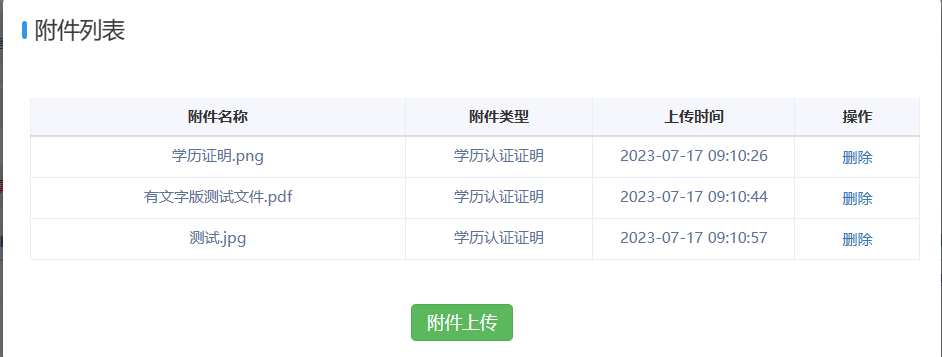 附件列表
附件名称 附件类型 上传时间 操作
学历证明.png 学历认证证明 2023-07-17 09:10:26 删除
有文字版测试文件.pdf 学历认证证明 2023-07-17 09:10:44 删除
测试.jpg 学历认证证明 2023-07-17 09:10:57 删除
附件上传